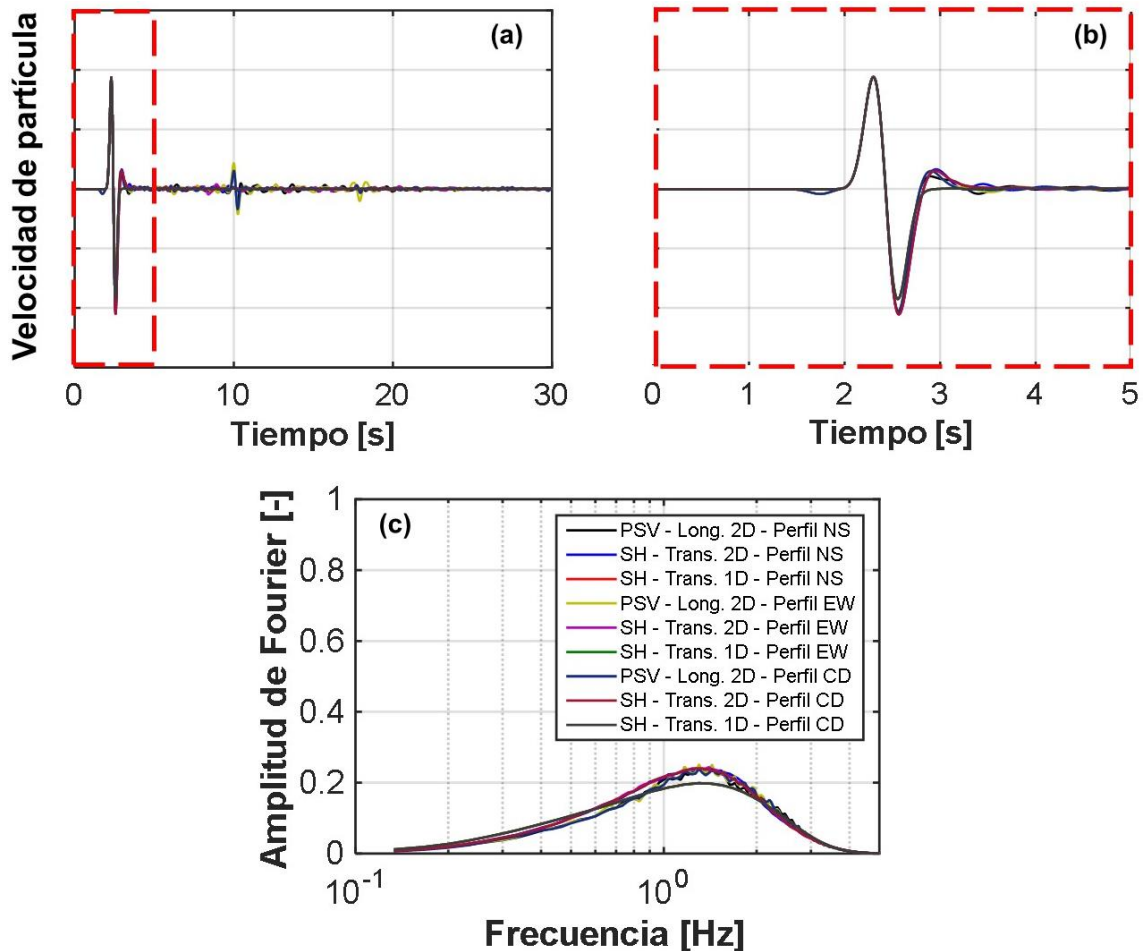 (a)
(b)
Velocidad de partícula
0 10 20 30
0 1 2 3 4 5
Tiempo [s]
Tiempo [s]
(c)
Amplitud de Fourier [-]
1
0.8
0.6
0.4
0.2
0
PSV - Long. 2D - Perfil NS
SH - Trans. 2D - Perfil NS
SH - Trans. 1D - Perfil NS
PSV - Long. 2D - Perfil EW
SH - Trans. 2D - Perfil EW
SH - Trans. 1D - Perfil EW
PSV - Long. 2D - Perfil CD
SH - Trans. 2D - Perfil CD
SH - Trans. 1D - Perfil CD
10⁻¹ 10⁰
Frecuencia [Hz]